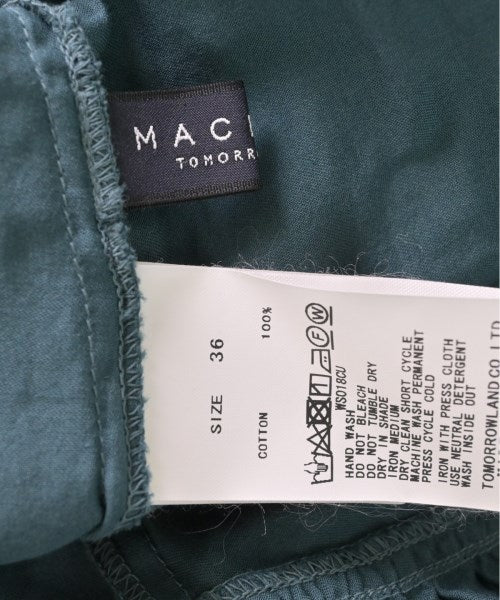 MAC
TOMORR
SIZE 36
COTTON 100%
WS018CU
HAND WASH
DO NOT BLEACH
DO NOT TUMBLE DRY
DRY IN SHADE
IRON MEDIUM
DRY CLEAN SHORT CYCLE
MACHINE WASH PERMANENT
PRESS CYCLE COLD
IRON WITH PRESS CLOTH
USE NEUTRAL DETERGENT
WASH INSIDE OUT
TOMORROWLAND CO.LTD